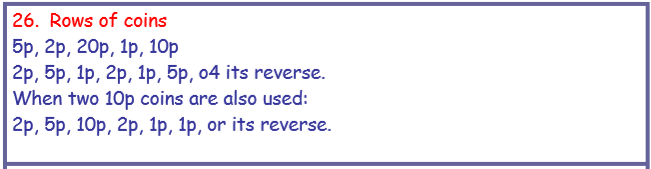 26. Rows of coins
5p, 2p, 20p, 1p, 10p
2p, 5p, 1p, 2p, 1p, 5p, o4 its reverse.
When two 10p coins are also used:
2p, 5p, 10p, 2p, 1p, 1p, or its reverse.